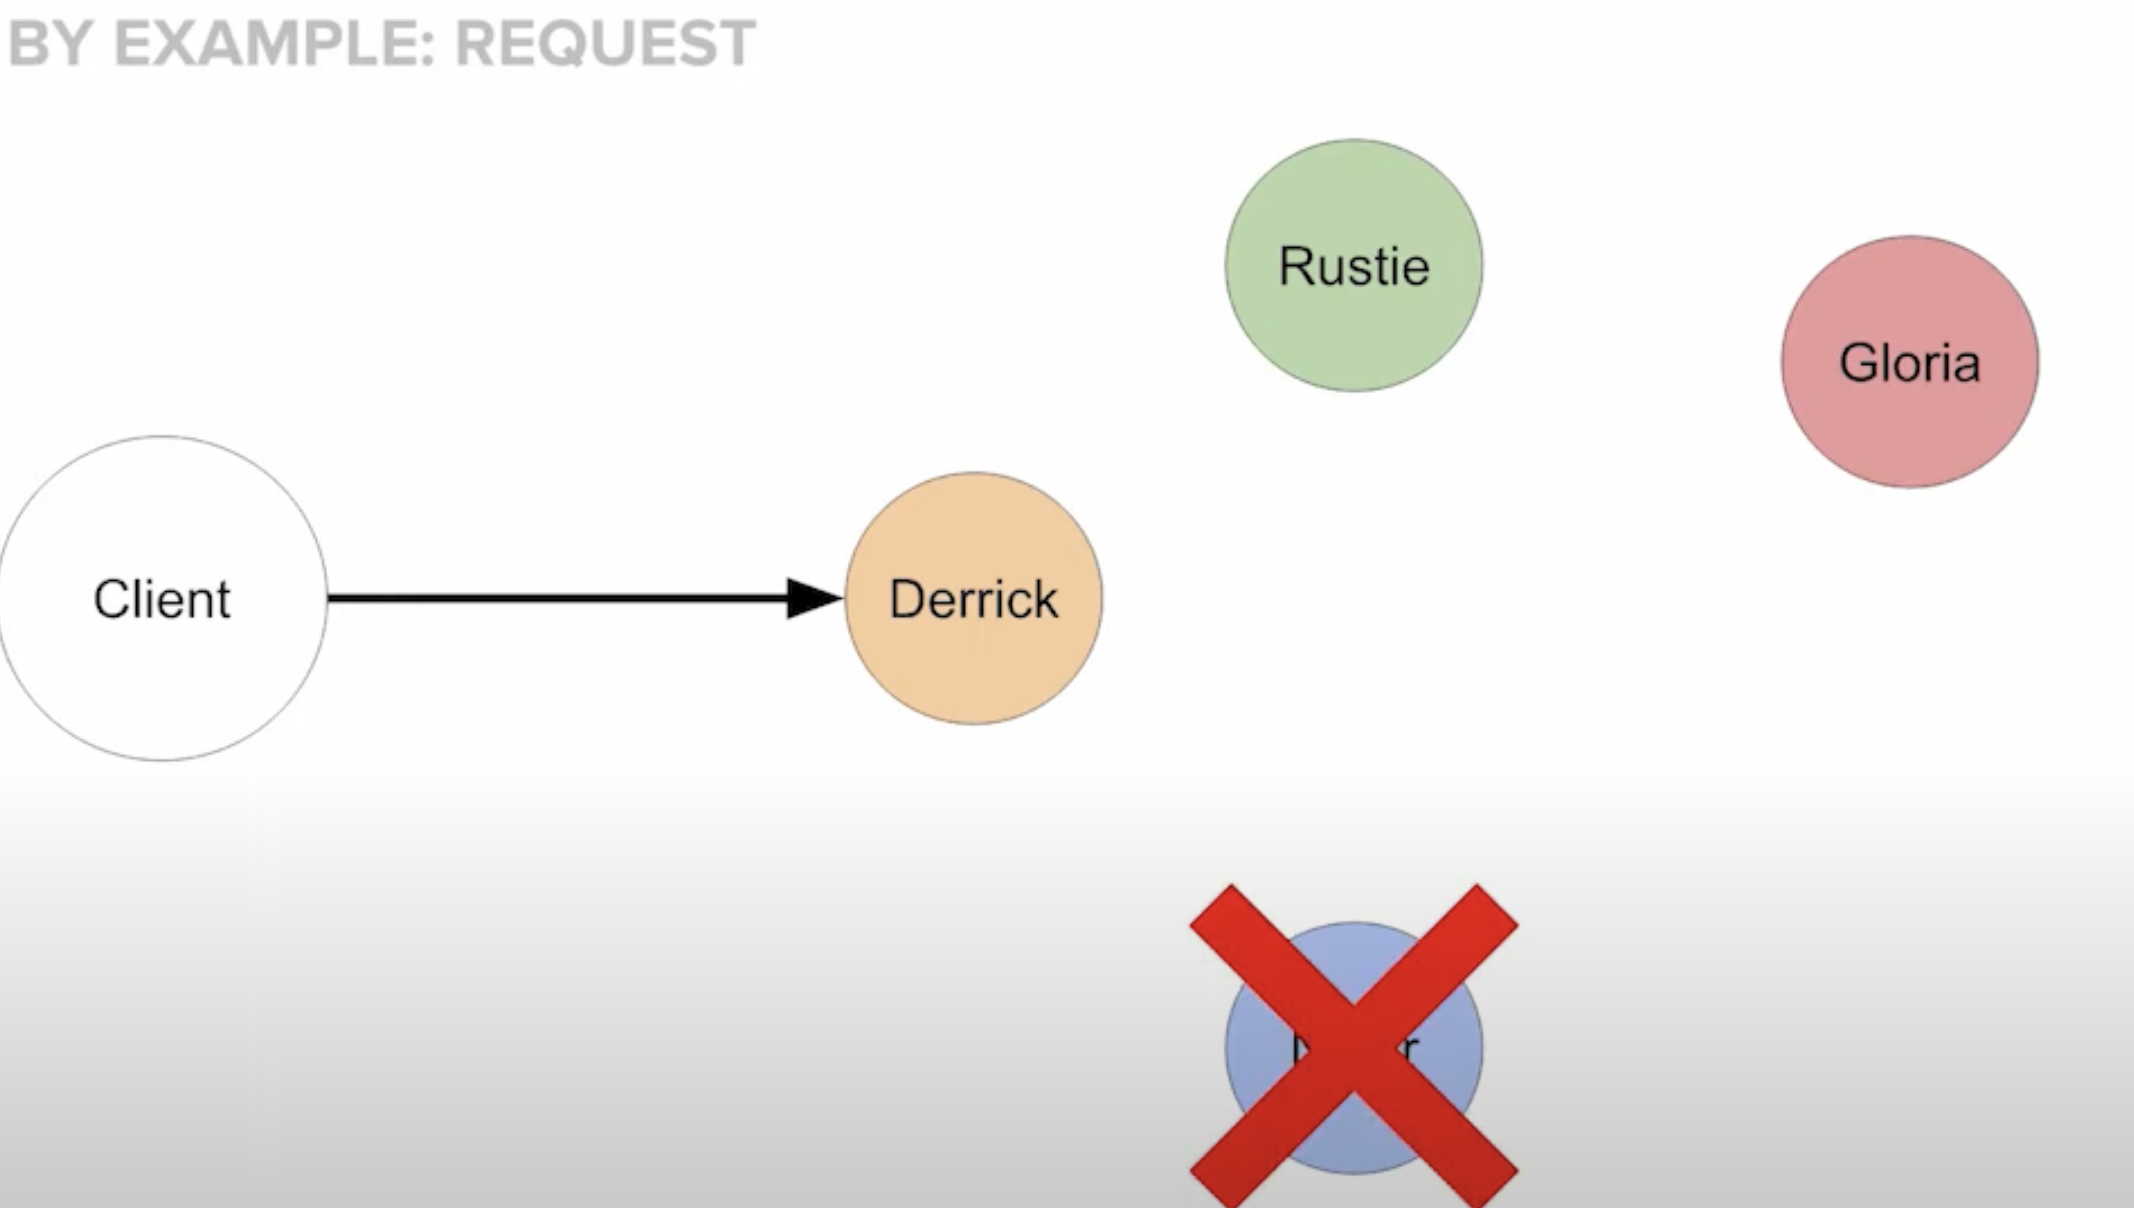 BY EXAMPLE: REQUEST
Rustie
Gloria
Client
Derrick